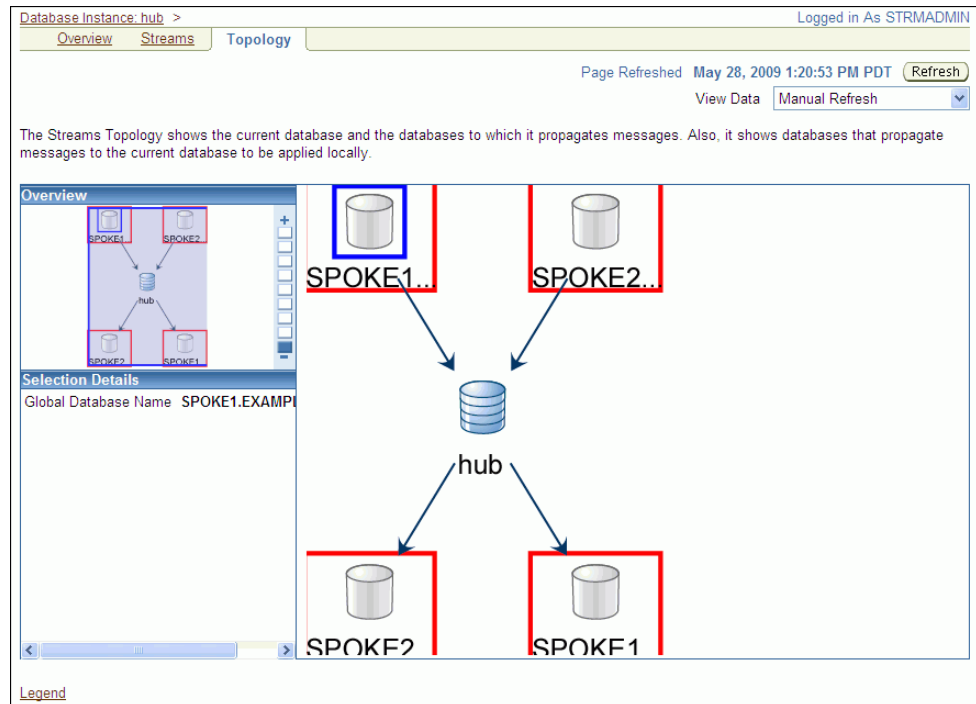 Database Instance: hub >
Logged in As STRMADMIN
Overview Streams Topology
Page Refreshed May 28, 2009 1:20:53 PM PDT Refresh
View Data Manual Refresh
The Streams Topology shows the current database and the databases to which it propagates messages. Also, it shows databases that propagate
messages to the current database to be applied locally.
Overview
SPOKE1 SPOKE2
hub
SPOKE2 SPOKE1
Selection Details
Global Database Name SPOKE1.EXAMPL
SPOKE1... SPOKE2...
hub
SPOKE2 SPOKE1
Legend